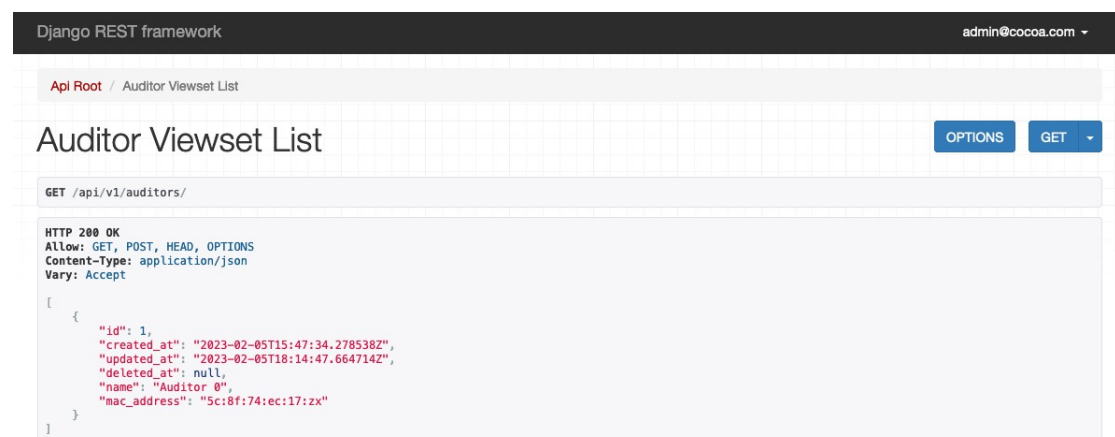 Django REST framework
admin@cocoa.com
Api Root / Auditor Viewset List
Auditor Viewset List
OPTIONS
GET
GET /api/v1/auditors/
HTTP 200 OK
Allow: GET, POST, HEAD, OPTIONS
Content-Type: application/json
Vary: Accept
[
    {
        "id": 1,
        "created_at": "2023-02-05T15:47:34.278538Z",
        "updated_at": "2023-02-05T18:14:47.664714Z",
        "deleted_at": null,
        "name": "Auditor 0",
        "mac_address": "5c:8f:74:ec:17:zx"
    }
]